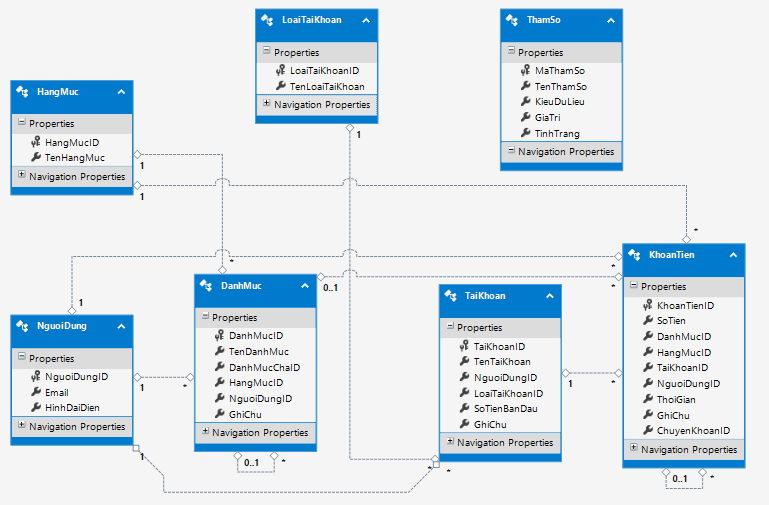 LoaiTaiKhoan
Properties
LoaiTaiKhoanID
TenLoaiTaiKhoan
Navigation Properties
1
ThamSo
Properties
MaThamSo
TenThamSo
KieuDuLieu
GiaTri
TinhTrang
Navigation Properties
HangMuc
Properties
HangMucID
TenHangMuc
Navigation Properties
1
1
*
*
1
*
0..1
*
DanhMuc
Properties
DanhMucID
TenDanhMuc
DanhMucChaID
HangMucID
NguoiDungID
GhiChu
Navigation Properties
0..1
*
TaiKhoan
Properties
TaiKhoanID
TenTaiKhoan
NguoiDungID
LoaiTaiKhoanID
SoTienBanDau
GhiChu
Navigation Properties
*
*
1
*
KhoanTien
Properties
KhoanTienID
SoTien
DanhMucID
HangMucID
TaiKhoanID
NguoiDungID
ThoiGian
GhiChu
ChuyenKhoanID
Navigation Properties
0..1
*
NguoiDung
Properties
NguoiDungID
Email
HinhDaiDien
Navigation Properties
1
*
1